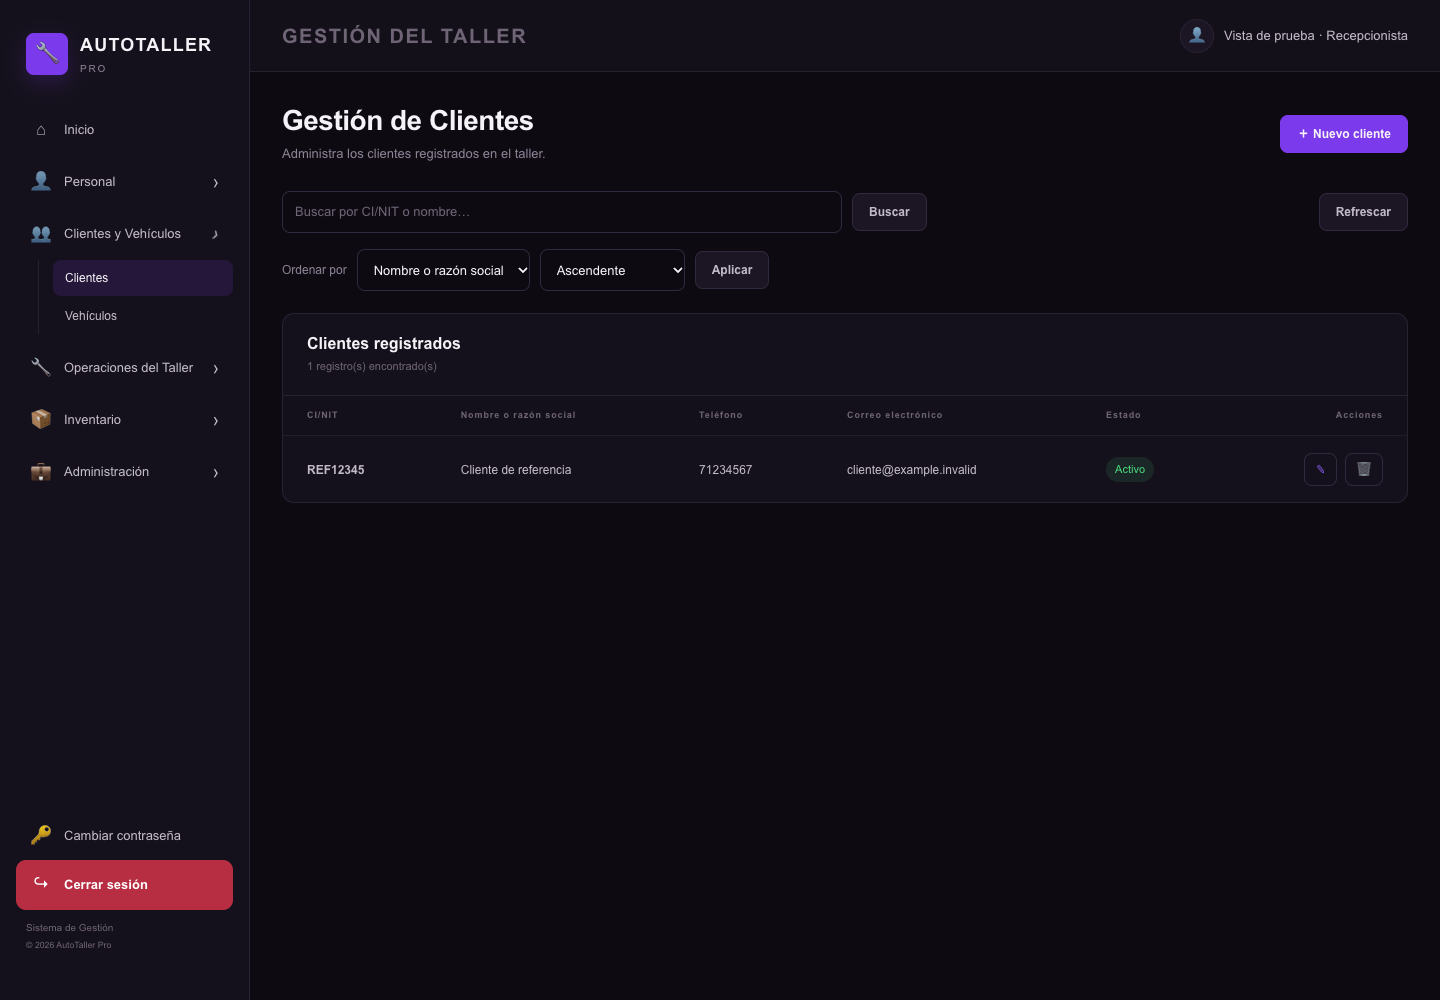 AUTOTALLER
PRO
Inicio
Personal
Clientes y Vehículos
Clientes
Vehículos
Operaciones del Taller
Inventario
Administración
Cambiar contraseña
Cerrar sesión
Sistema de Gestión
© 2026 AutoTaller Pro
GESTIÓN DEL TALLER
Vista de prueba · Recepcionista
Gestión de Clientes
Administra los clientes registrados en el taller.
+ Nuevo cliente
Buscar por CI/NIT o nombre…
Buscar
Refrescar
Ordenar por
Nombre o razón social
Ascendente
Aplicar
Clientes registrados
1 registro(s) encontrado(s)
CI/NIT Nombre o razón social Teléfono Correo electrónico Estado Acciones
REF12345 Cliente de referencia 71234567 cliente@example.invalid Activo